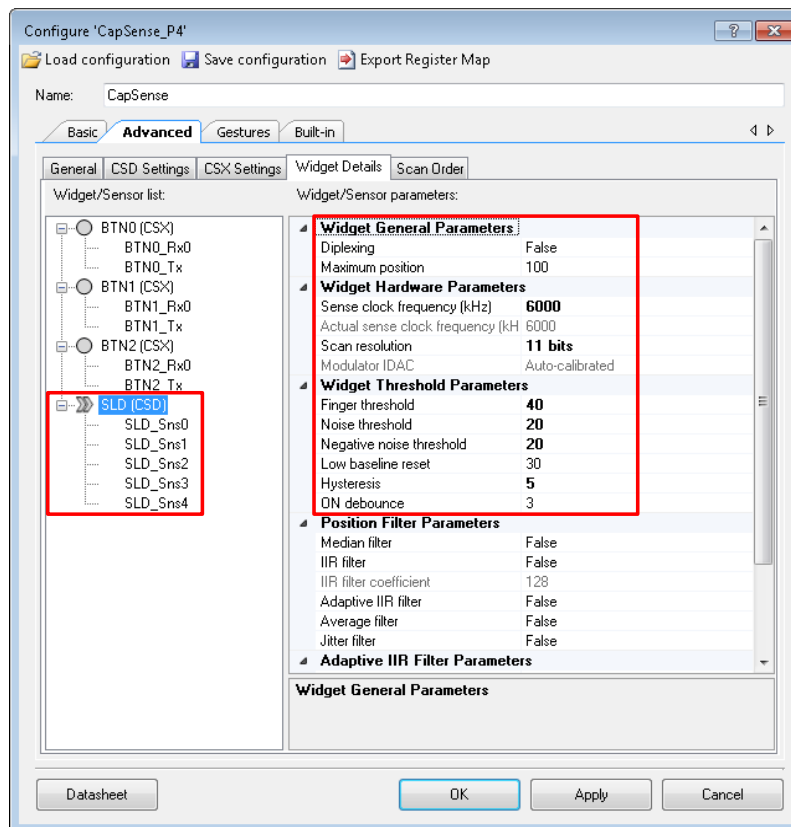 Configure 'CapSense_P4'
Load configuration Save configuration Export Register Map
Name: CapSense
Basic Advanced Gestures Built-in
General CSD Settings CSX Settings Widget Details Scan Order
Widget/Sensor list: Widget/Sensor parameters:
BTN0 (CSX)
BTN0_Rx0
BTN0_Tx
BTN1 (CSX)
BTN1_Rx0
BTN1_Tx
BTN2 (CSX)
BTN2_Rx0
BTN2_Tx
SLD (CSD)
SLD_Sns0
SLD_Sns1
SLD_Sns2
SLD_Sns3
SLD_Sns4
Widget General Parameters
Diplexing False
Maximum position 100
Widget Hardware Parameters
Sense clock frequency (kHz) 6000
Actual sense clock frequency (kH 6000
Scan resolution 11 bits
Modulator IDAC Auto-calibrated
Widget Threshold Parameters
Finger threshold 40
Noise threshold 20
Negative noise threshold 20
Low baseline reset 30
Hysteresis 5
ON debounce 3
Position Filter Parameters
Median filter False
IIR filter False
IIR filter coefficient 128
Adaptive IIR filter False
Average filter False
Jitter filter False
Adaptive IIR Filter Parameters
Widget General Parameters
Datasheet OK Apply Cancel